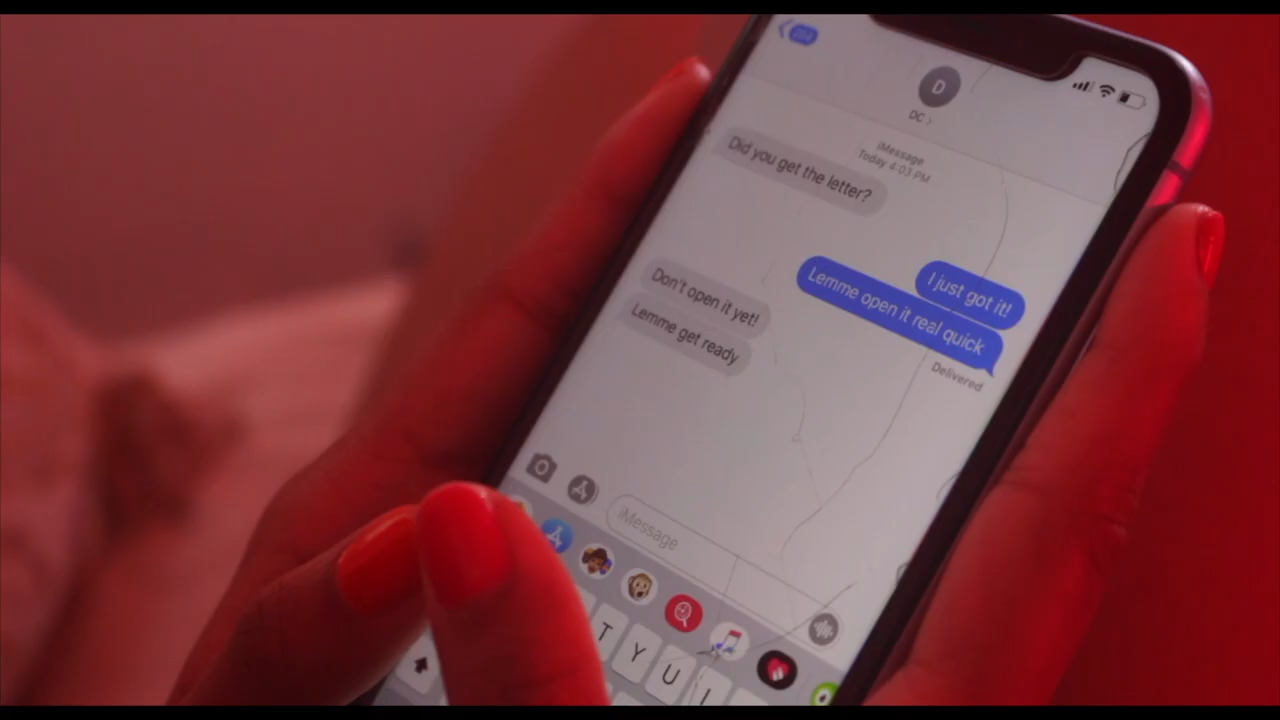 D
DC
iMessage
Today 4:03 PM
Did you get the letter?
I just got it!
Lemme open it real quick
Delivered
Don't open it yet!
Lemme get ready
iMessage
T Y U I